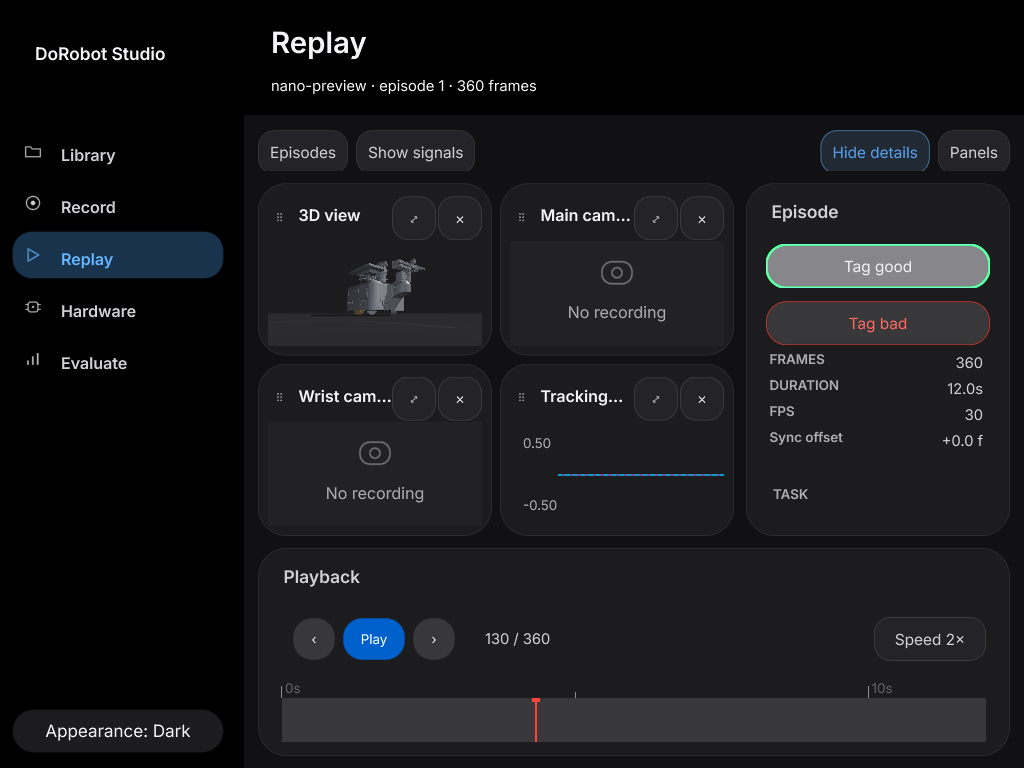 DoRobot Studio
Library
Record
Replay
Hardware
Evaluate
Appearance: Dark
Replay
nano-preview · episode 1 · 360 frames
Episodes
Show signals
Hide details
Panels
3D view
Main cam...
No recording
Wrist cam...
No recording
Tracking...
0.50
-0.50
Episode
Tag good
Tag bad
FRAMES 360
DURATION 12.0s
FPS 30
Sync offset +0.0 f
TASK
Playback
‹ Play › 130 / 360
Speed 2×
0s 10s